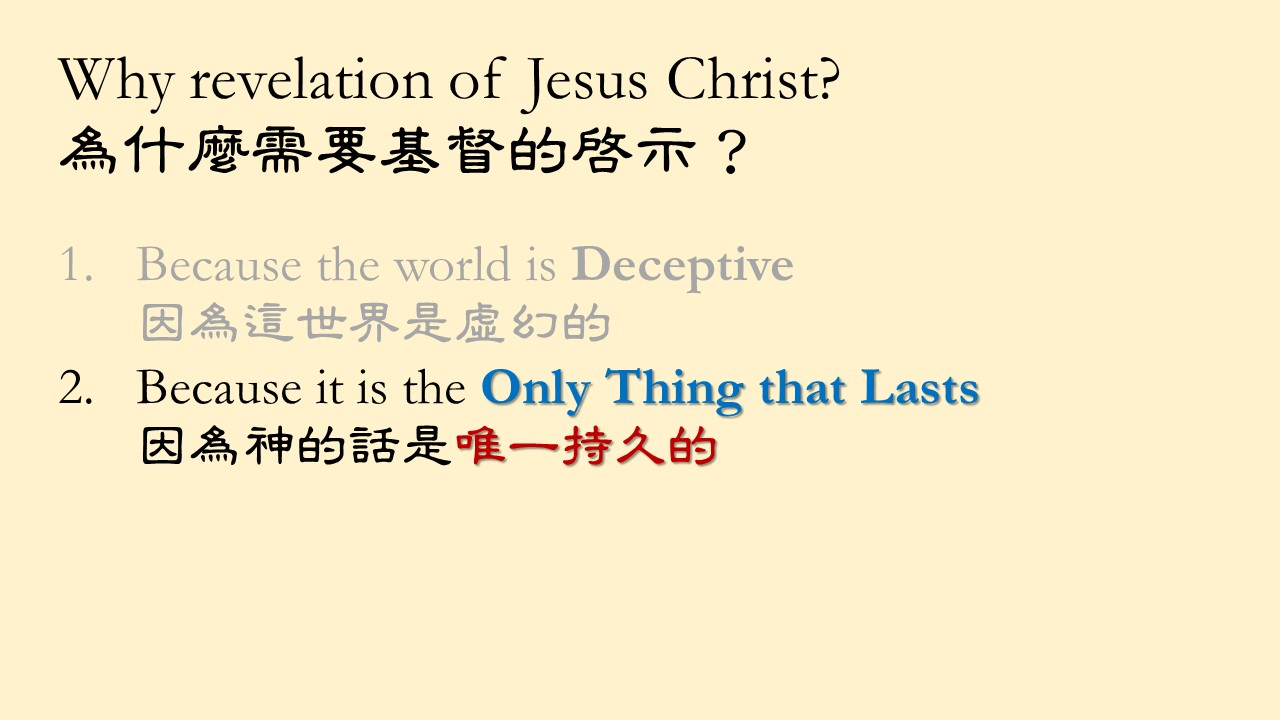 Why revelation of Jesus Christ?
為什麼需要基督的啓示？
1. Because the world is Deceptive
因為這世界是虛幻的
2. Because it is the Only Thing that Lasts
因為神的話是唯一持久的